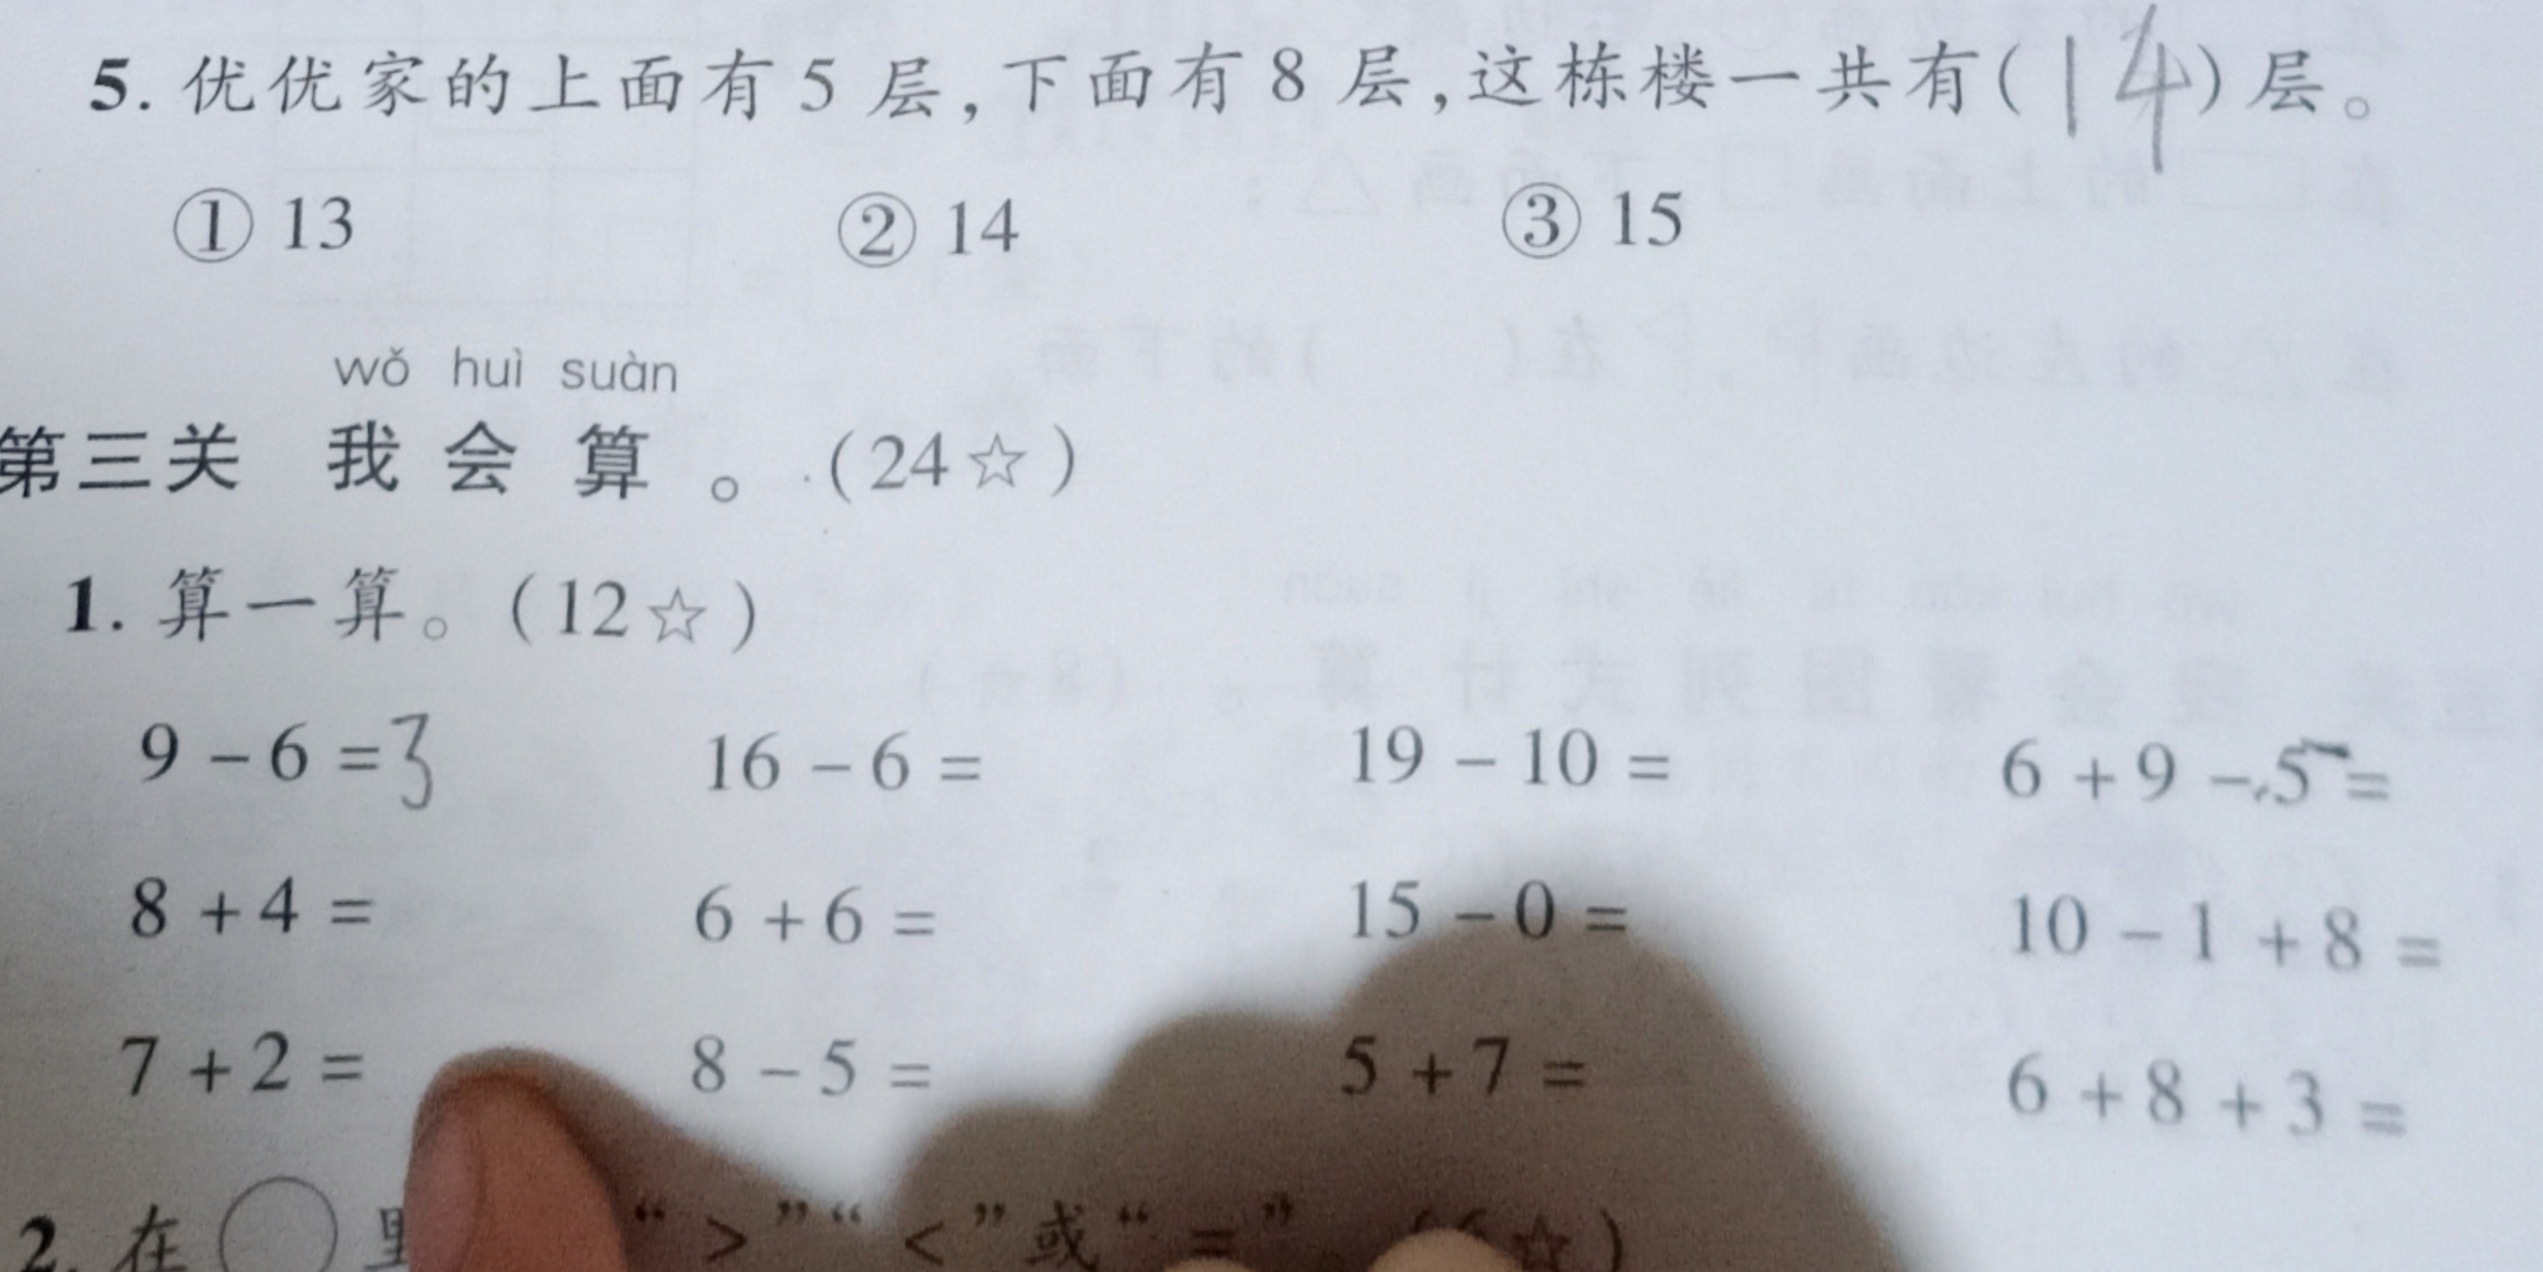 5. 优优家的上面有5层,下面有8层,这栋楼一共有(14)层。
① 13 ② 14 ③ 15
wǒ huì suàn
第三关 我会算。(24☆)
1. 算一算。(12☆)
9-6=3 16-6= 19-10= 6+9-5=
8+4= 6+6= 15-0= 10-1+8=
7+2= 8-5= 5+7= 6+8+3=
2. 在○里 “>”“<”或“=”。(6☆)